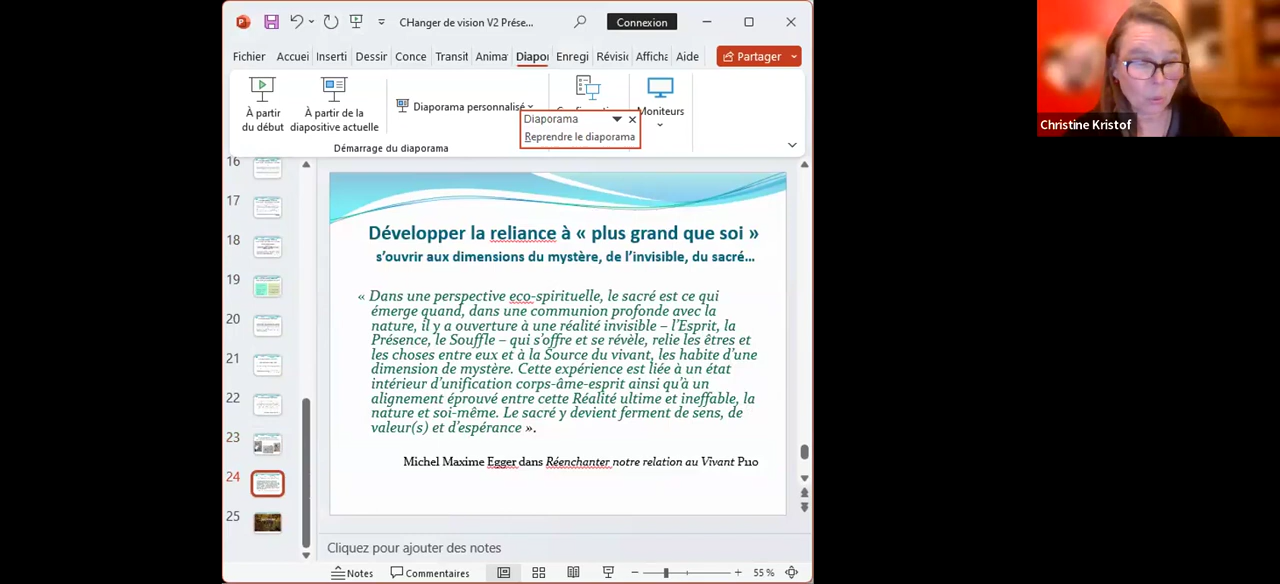 CHanger de vision V2 Prése...
Connexion
Fichier Accuei Inserti Dessir Conce Transit Anima Diapor Enregi Révisic Afficha Aide Partager
À partir du début
À partir de la diapositive actuelle
Diaporama personnalisé
Moniteurs
Démarrage du diaporama
Diaporama
Reprendre le diaporama
16
17
18
19
20
21
22
23
24
25
Développer la reliance à « plus grand que soi »
s’ouvrir aux dimensions du mystère, de l’invisible, du sacré…
« Dans une perspective eco-spirituelle, le sacré est ce qui
émerge quand, dans une communion profonde avec la
nature, il y a ouverture à une réalité invisible – l’Esprit, la
Présence, le Souffle – qui s’offre et se révèle, relie les êtres et
les choses entre eux et à la Source du vivant, les habite d’une
dimension de mystère. Cette expérience est liée à un état
intérieur d’unification corps-âme-esprit ainsi qu’à un
alignement éprouvé entre cette Réalité ultime et ineffable, la
nature et soi-même. Le sacré y devient ferment de sens, de
valeur(s) et d’espérance ».
Michel Maxime Egger dans Réenchanter notre relation au Vivant P110
Cliquez pour ajouter des notes
Notes Commentaires 55 %
Christine Kristof